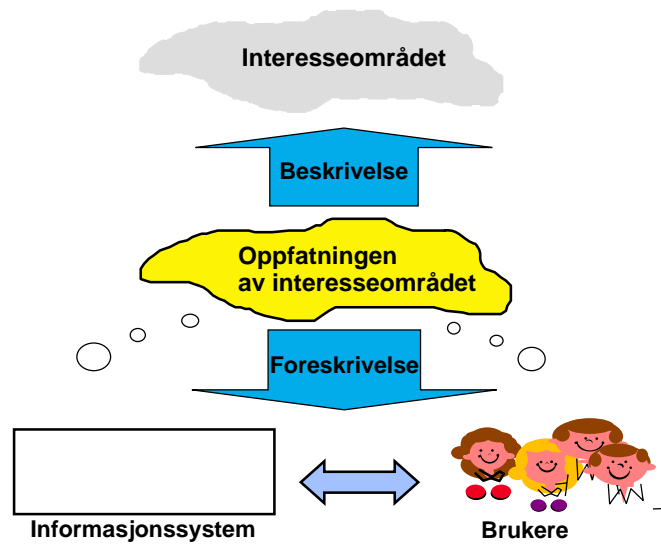 Interesseområdet
Beskrivelse
Oppfatningen
av interesseområdet
Foreskrivelse
Informasjonssystem
Brukere